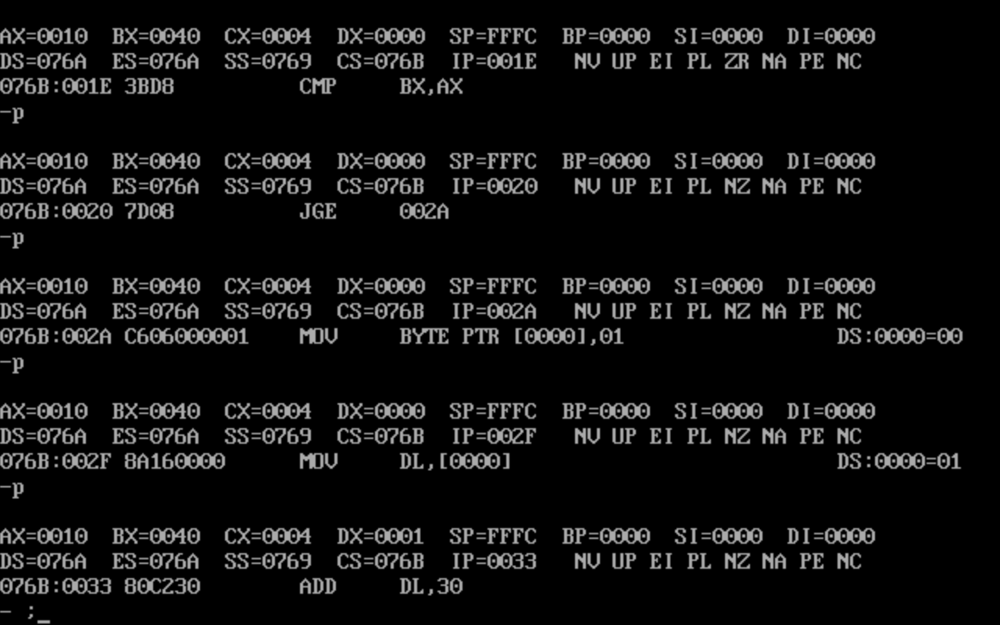 AX=0010  BX=0040  CX=0004  DX=0000  SP=FFFC  BP=0000  SI=0000  DI=0000
DS=076A  ES=076A  SS=0769  CS=076B  IP=001E   NV UP EI PL ZR NA PE NC
076B:001E 3BD8          CMP     BX,AX
-p
AX=0010  BX=0040  CX=0004  DX=0000  SP=FFFC  BP=0000  SI=0000  DI=0000
DS=076A  ES=076A  SS=0769  CS=076B  IP=0020   NV UP EI PL NZ NA PE NC
076B:0020 7D08          JGE     002A
-p
AX=0010  BX=0040  CX=0004  DX=0000  SP=FFFC  BP=0000  SI=0000  DI=0000
DS=076A  ES=076A  SS=0769  CS=076B  IP=002A   NV UP EI PL NZ NA PE NC
076B:002A C606000001    MOV     BYTE PTR [0000],01                 DS:0000=00
-p
AX=0010  BX=0040  CX=0004  DX=0000  SP=FFFC  BP=0000  SI=0000  DI=0000
DS=076A  ES=076A  SS=0769  CS=076B  IP=002F   NV UP EI PL NZ NA PE NC
076B:002F 8A160000      MOV     DL,[0000]                          DS:0000=01
-p
AX=0010  BX=0040  CX=0004  DX=0001  SP=FFFC  BP=0000  SI=0000  DI=0000
DS=076A  ES=076A  SS=0769  CS=076B  IP=0033   NV UP EI PL NZ NA PE NC
076B:0033 80C230        ADD     DL,30
- ;_